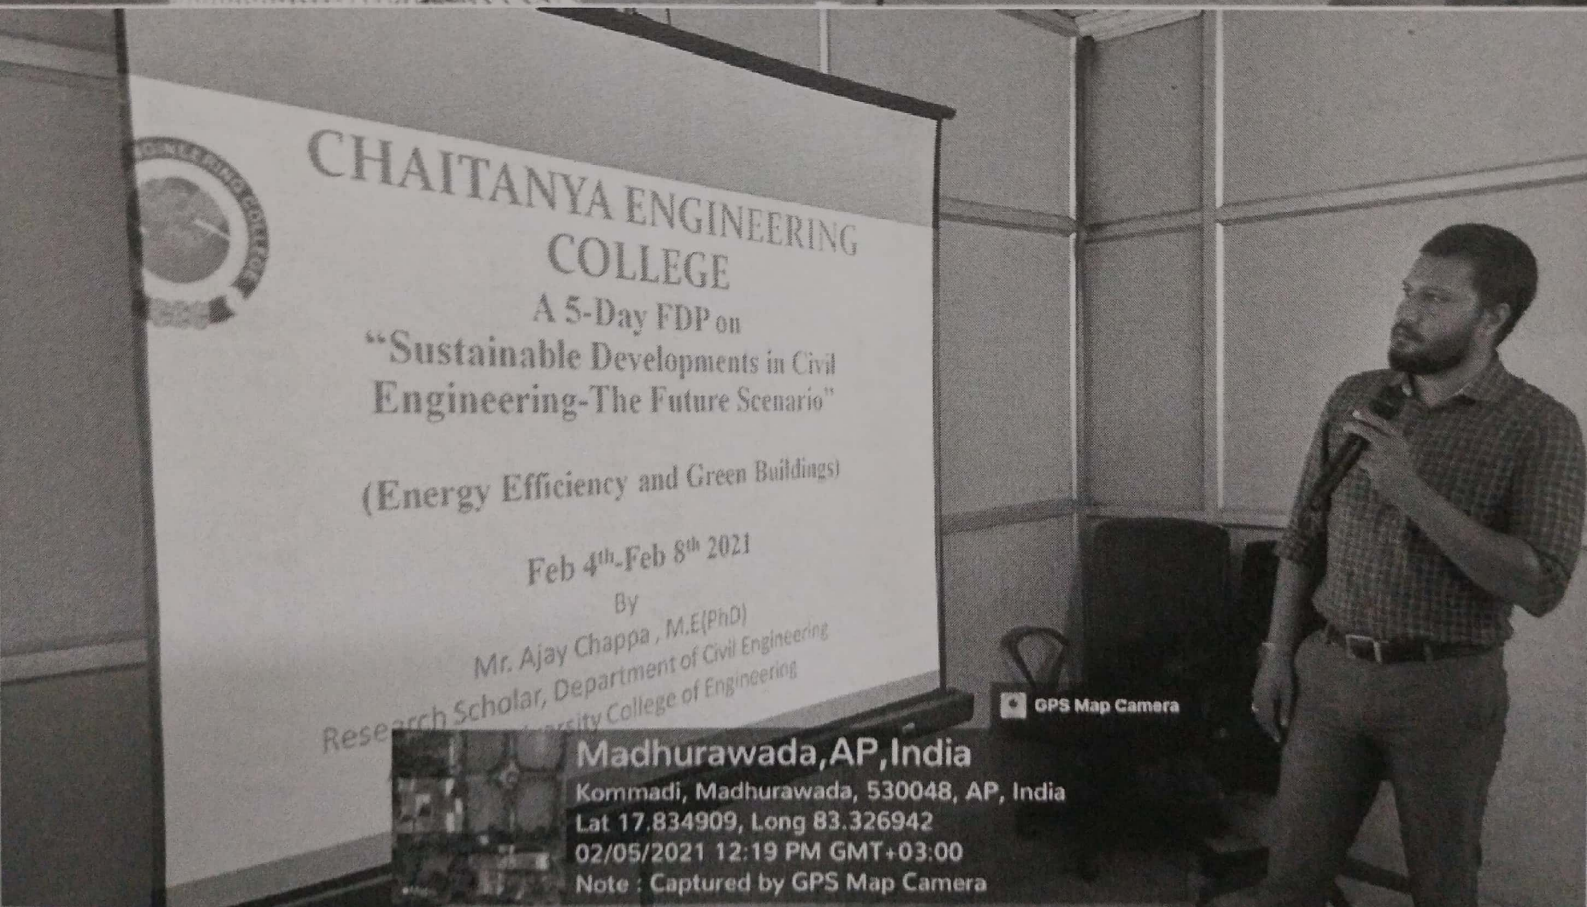 ENGINEERING COLLEGE
CHAITANYA ENGINEERING
COLLEGE
A 5-Day FDP on
“Sustainable Developments in Civil
Engineering-The Future Scenario”
(Energy Efficiency and Green Buildings)
Feb 4th-Feb 8th 2021
By
Mr. Ajay Chappa , M.E(PhD)
Research Scholar, Department of Civil Engineering
College of Engineering
GPS Map Camera
Madhurawada,AP,India
Kommadi, Madhurawada, 530048, AP, India
Lat 17.834909, Long 83.326942
02/05/2021 12:19 PM GMT+03:00
Note : Captured by GPS Map Camera